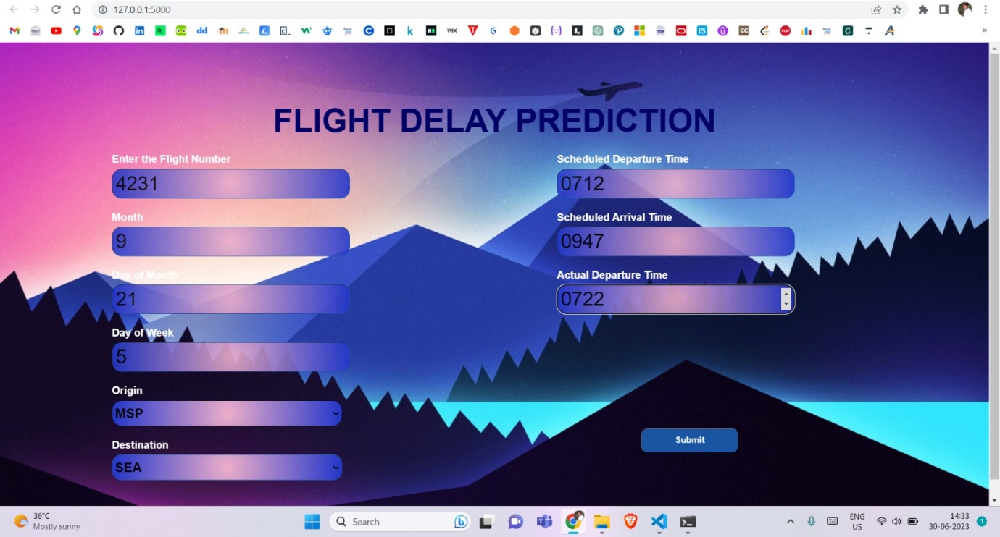 127.0.0.1:5000
FLIGHT DELAY PREDICTION
Enter the Flight Number
4231
Month
9
Day of Month
21
Day of Week
5
Origin
MSP
Destination
SEA
Scheduled Departure Time
0712
Scheduled Arrival Time
0947
Actual Departure Time
0722
Submit
36°C
Mostly sunny
Search
ENG
US
14:33
30-06-2023
1